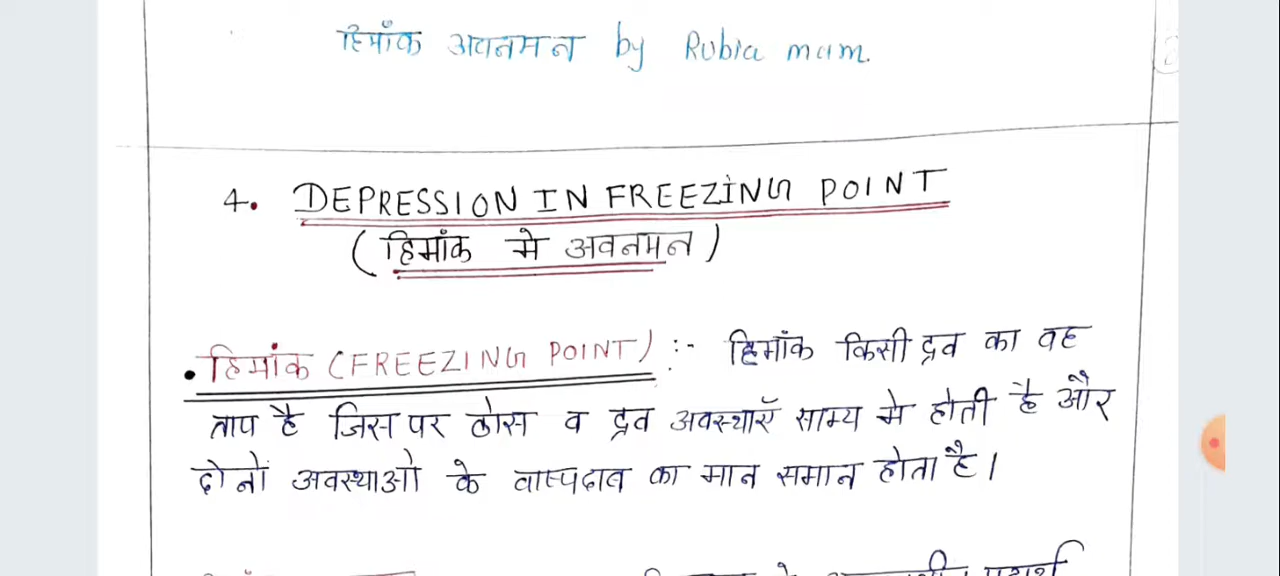 हिमाँक अवनमन by Rubia mam.
4. DEPRESSION IN FREEZING POINT
(हिमांक मे अवनमन)
• हिमांक (FREEZING POINT) :- हिमाँक किसी द्रव का वह
ताप है जिस पर ठोस व द्रव अवस्थाएँ साम्य मे होती है और
दोनों अवस्थाओ के वाष्पदाब का मान समान होता है।